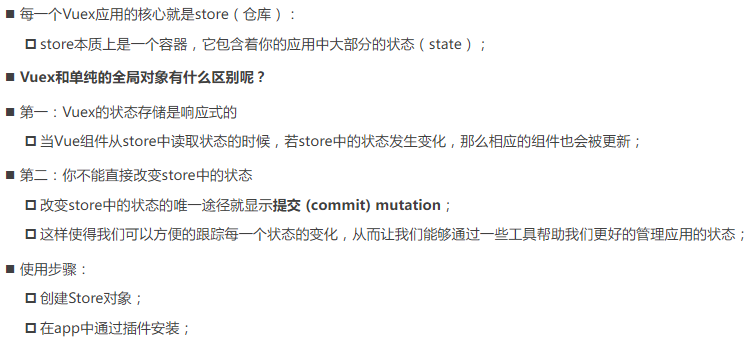 ■ 每一个Vuex应用的核心就是store（仓库）：
□ store本质上是一个容器，它包含着你的应用中大部分的状态（state）；
■ Vuex和单纯的全局对象有什么区别呢？
■ 第一：Vuex的状态存储是响应式的
□ 当Vue组件从store中读取状态的时候，若store中的状态发生变化，那么相应的组件也会被更新；
■ 第二：你不能直接改变store中的状态
□ 改变store中的状态的唯一途径就显示提交 (commit) mutation；
□ 这样使得我们可以方便的跟踪每一个状态的变化，从而让我们能够通过一些工具帮助我们更好的管理应用的状态；
■ 使用步骤：
□ 创建Store对象；
□ 在app中通过插件安装；